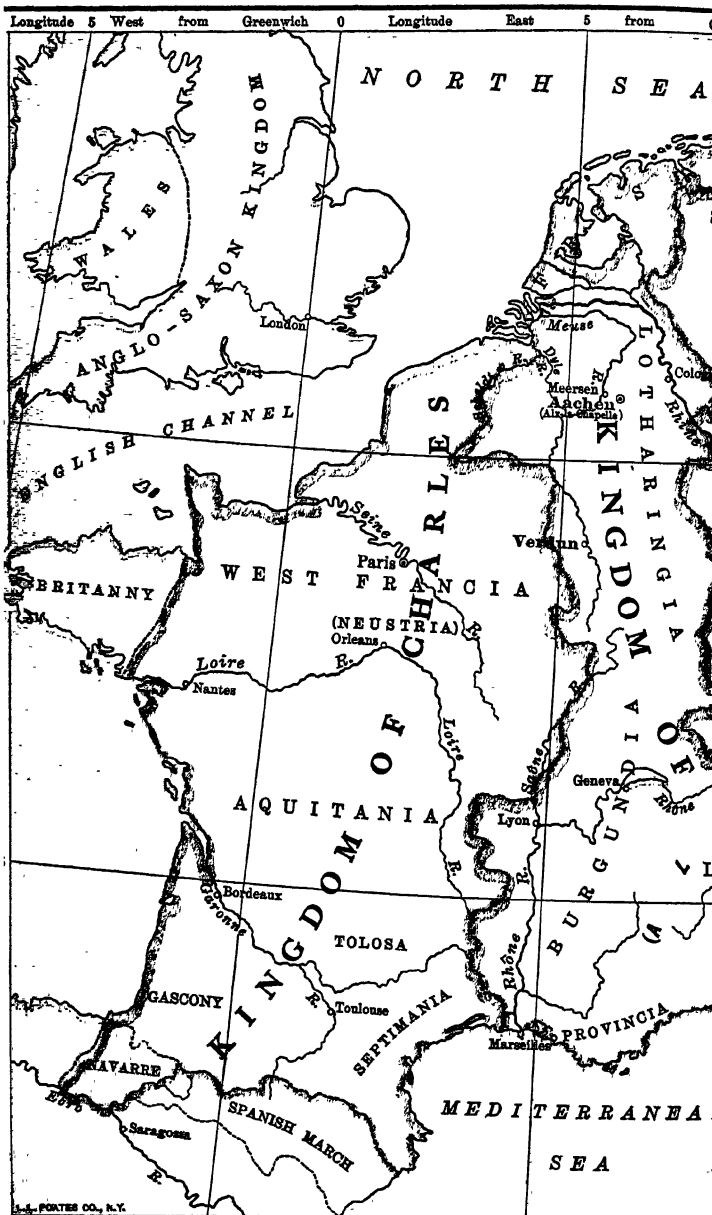 Longitude 5 West from Greenwich 0 Longitude East 5 from
NORTH SEA
WALES
ANGLO-SAXON KINGDOM
London
ENGLISH CHANNEL
Meuse
R.
Dyle
R.
R.
Meersen
Aachen
(Aix-la-Chapelle)
LOTHARINGIA
Rhine
Seine
Paris
Verdun
BRITANNY
WEST FRANCIA
(NEUSTRIA)
R.
Orleans
Loire
R.
Nantes
KINGDOM OF CHARLES
KINGDOM OF
Loire
R.
Saône
R.
Geneva
Rhône
Lyon
AQUITANIA
BURGUNDIA
Bordeaux
Garonne
R.
TOLOSA
Rhône
R.
GASCONY
Toulouse
SEPTIMANIA
Marseilles
PROVINCIA
NAVARRE
Ebro
SPANISH MARCH
Saragossa
R.
MEDITERRANEA
SEA
L.L. POATES CO., N.Y.